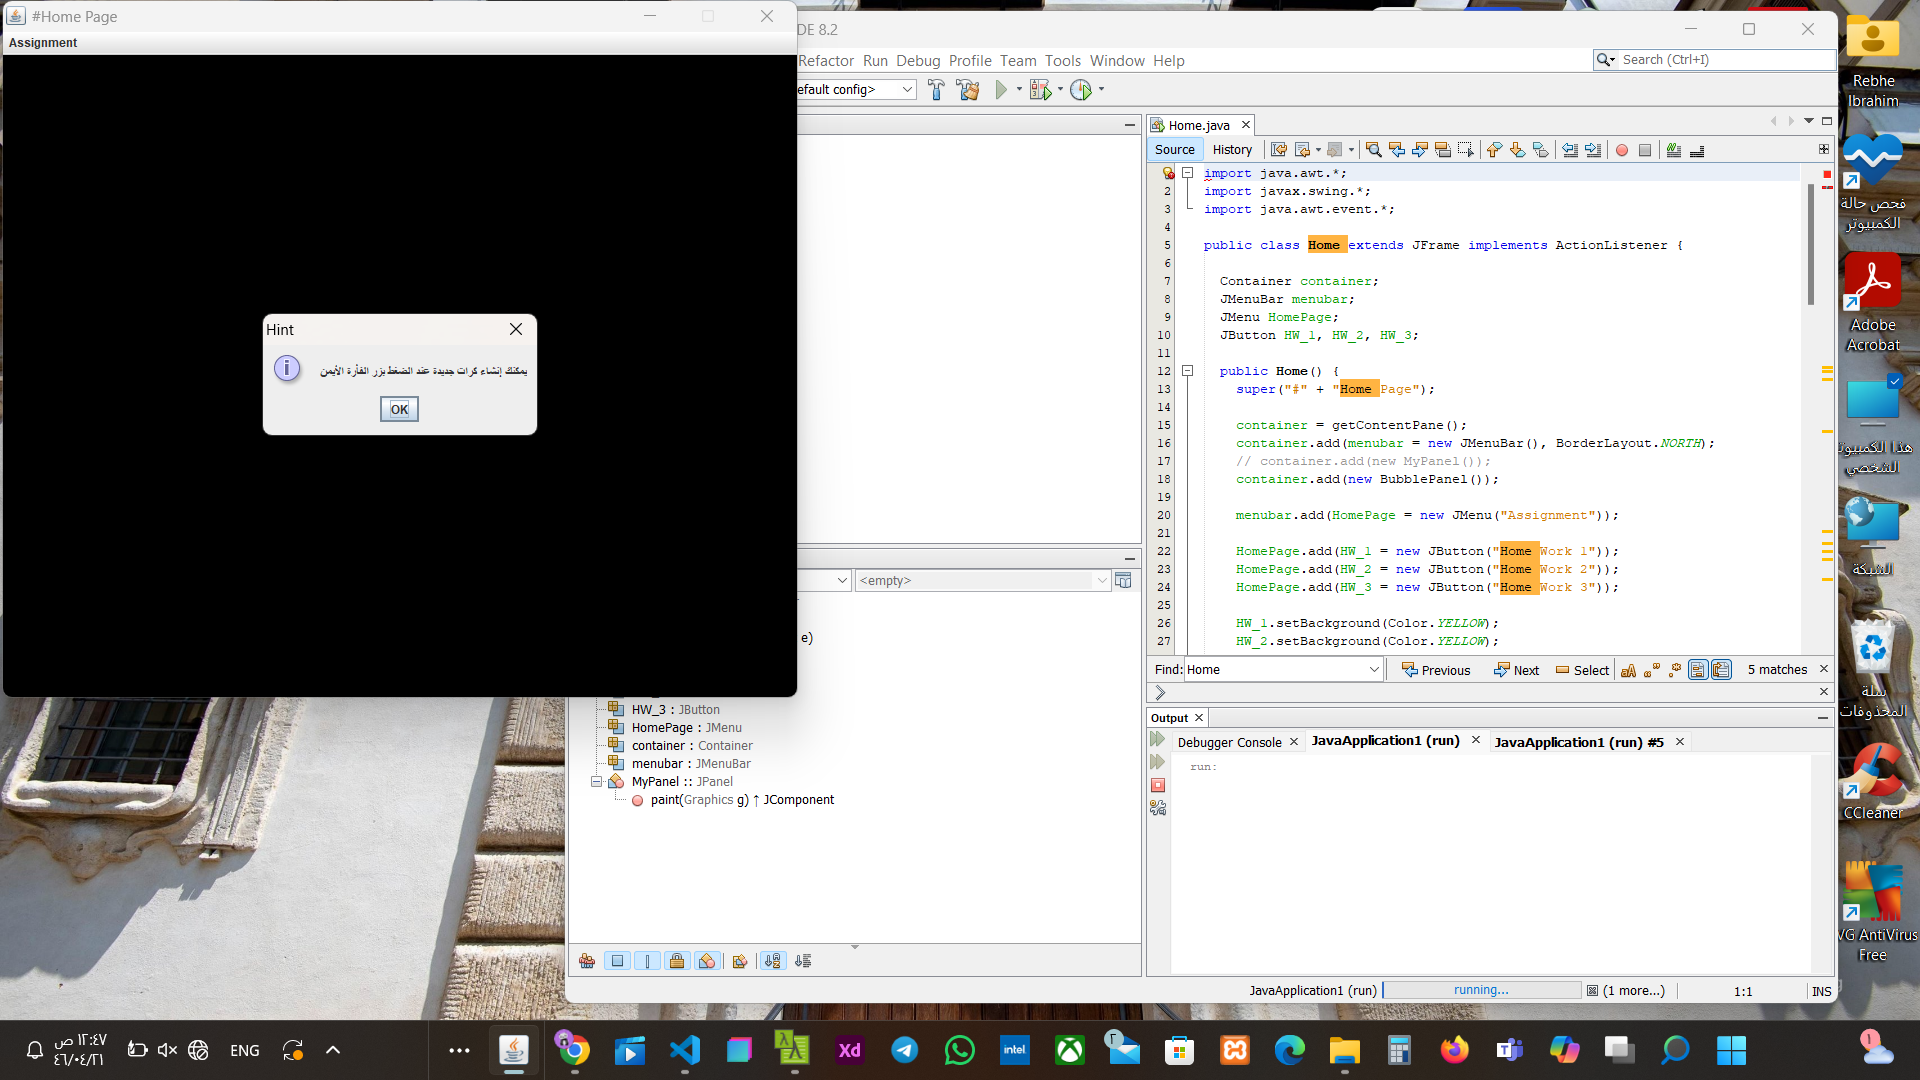 #Home Page
Assignment
Hint
يمكنك إنشاء كرات جديدة عند الضغط بزر الفأرة الأيمن
OK
DE 8.2
Refactor Run Debug Profile Team Tools Window Help
Search (Ctrl+I)
efault config>
Home.java
Source History
import java.awt.*;
2 import javax.swing.*;
3 import java.awt.event.*;
4
5 public class Home extends JFrame implements ActionListener {
6
7 Container container;
8 JMenuBar menubar;
9 JMenu HomePage;
10 JButton HW_1, HW_2, HW_3;
11
12 public Home() {
13 super("#" + "Home Page");
14
15 container = getContentPane();
16 container.add(menubar = new JMenuBar(), BorderLayout.NORTH);
17 // container.add(new MyPanel());
18 container.add(new BubblePanel());
19
20 menubar.add(HomePage = new JMenu("Assignment"));
21
22 HomePage.add(HW_1 = new JButton("Home Work 1"));
23 HomePage.add(HW_2 = new JButton("Home Work 2"));
24 HomePage.add(HW_3 = new JButton("Home Work 3"));
25
26 HW_1.setBackground(Color.YELLOW);
27 HW_2.setBackground(Color.YELLOW);
Find: Home Previous Next Select 5 matches
<empty>
e)
HW_3 : JButton
HomePage : JMenu
container : Container
menubar : JMenuBar
MyPanel :: JPanel
paint(Graphics g) ↑ JComponent
Output
Debugger Console JavaApplication1 (run) JavaApplication1 (run) #5
run:
JavaApplication1 (run) running... (1 more...) 1:1 INS
Rebhe
Ibrahim
فحص حالة
الكمبيوتر
Adobe
Acrobat
هذا الكمبيوتر
الشخصي
الشبكة
سلة
المحذوفات
CCleaner
VG AntiVirus
Free
١٢:٤٧ ص
٤٦/٠٤/٢١
ENG
Xd
intel
٢
1